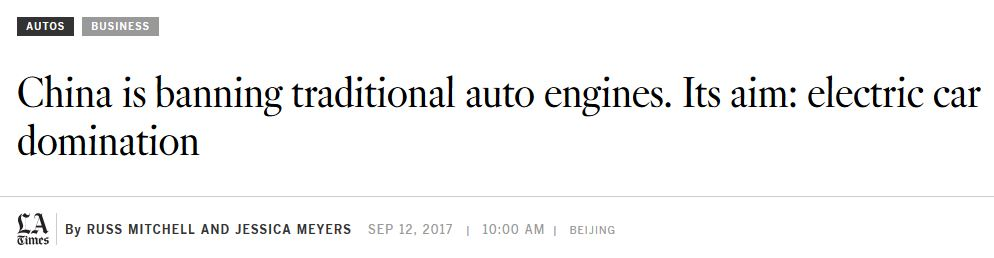 AUTOS BUSINESS
China is banning traditional auto engines. Its aim: electric car
domination
LA
Times
By RUSS MITCHELL AND JESSICA MEYERS SEP 12, 2017 | 10:00 AM | BEIJING